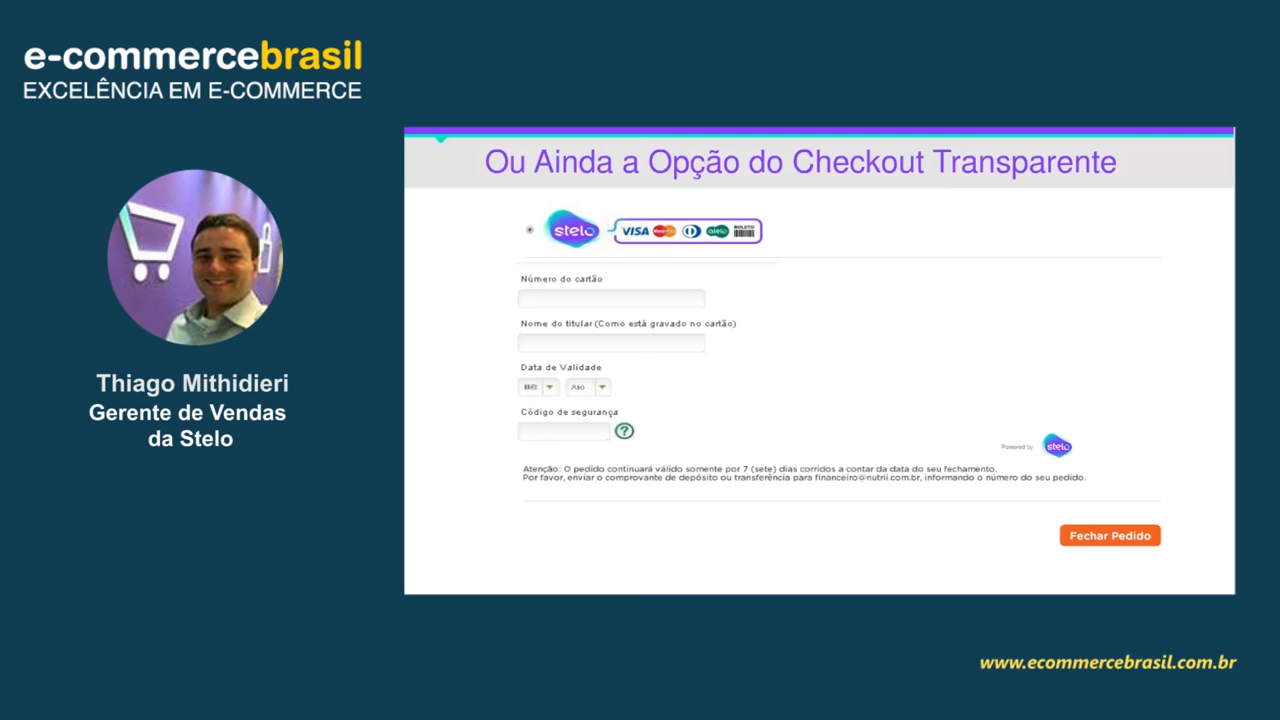 e-commercebrasil
EXCELÊNCIA EM E-COMMERCE
Thiago Mithidieri
Gerente de Vendas
da Stelo
Ou Ainda a Opção do Checkout Transparente
stelo VISA MasterCard alelo BOLETO
Número do cartão
Nome do titular (Como está gravado no cartão)
Data de Validade
Mês Ano
Código de segurança
?
Powered by stelo
Atenção: O pedido continuará válido somente por 7 (sete) dias corridos a contar da data do seu fechamento.
Por favor, enviar o comprovante de depósito ou transferência para financeiro@nutrii.com.br, informando o número do seu pedido.
Fechar Pedido
www.ecommercebrasil.com.br